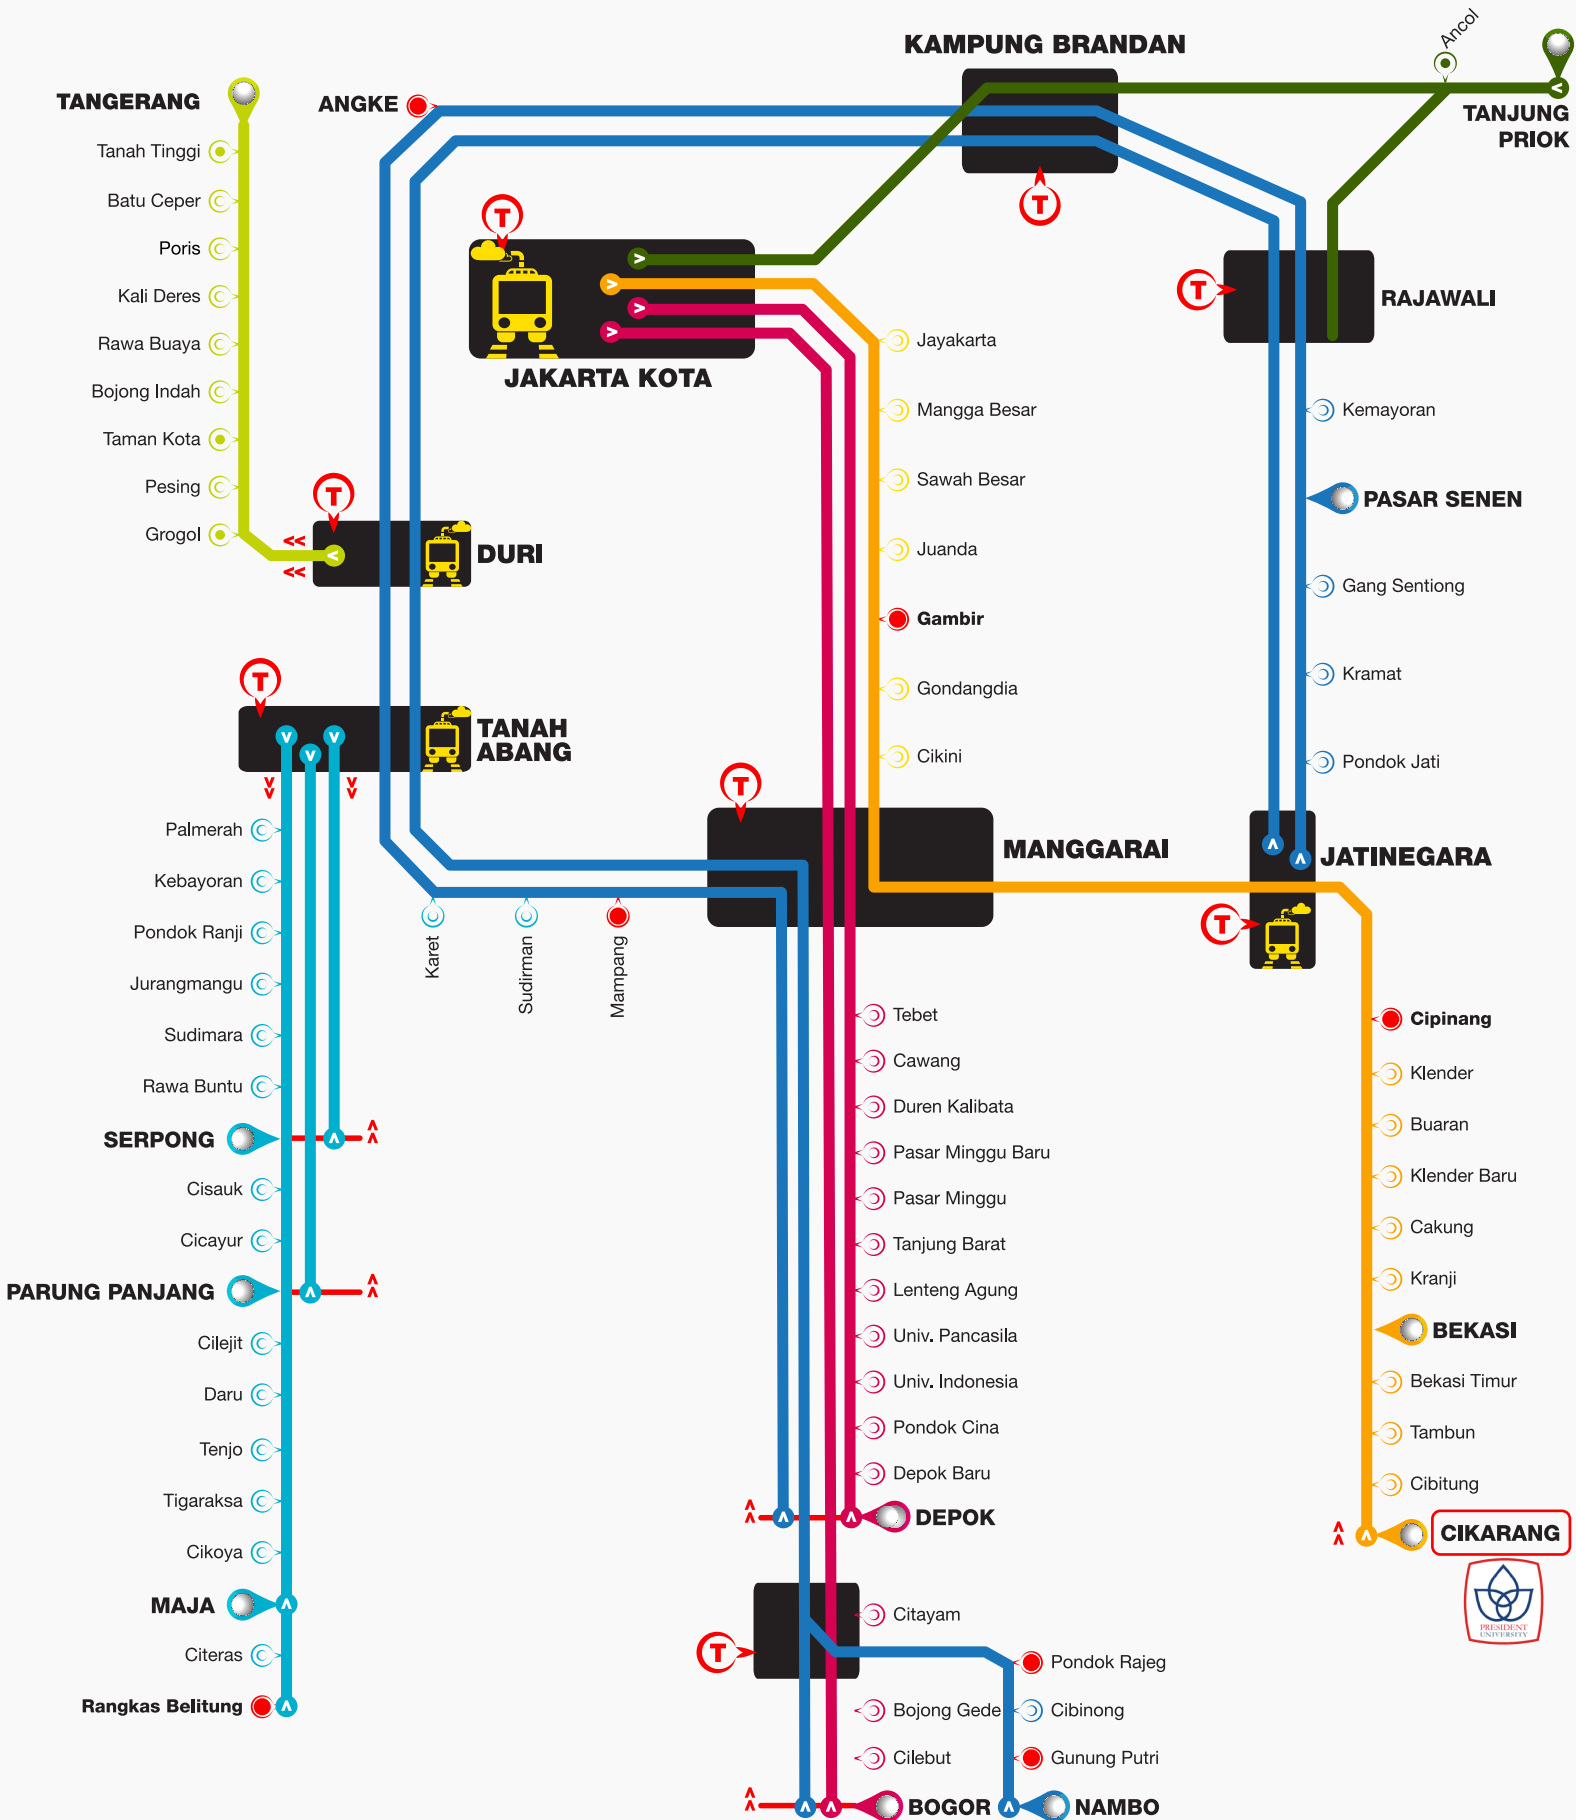 KAMPUNG BRANDAN
Ancol
TANJUNG
PRIOK
TANGERANG
ANGKE
Tanah Tinggi
Batu Ceper
Poris
Kali Deres
Rawa Buaya
Bojong Indah
Taman Kota
Pesing
Grogol
T
T
JAKARTA KOTA
T
RAJAWALI
Jayakarta
Mangga Besar
Sawah Besar
Juanda
Gambir
Gondangdia
Cikini
Kemayoran
PASAR SENEN
Gang Sentiong
Kramat
Pondok Jati
T
DURI
T
TANAH
ABANG
T
MANGGARAI
JATINEGARA
T
Karet
Sudirman
Mampang
Palmerah
Kebayoran
Pondok Ranji
Jurangmangu
Sudimara
Rawa Buntu
SERPONG
Cisauk
Cicayur
PARUNG PANJANG
Cilejit
Daru
Tenjo
Tigaraksa
Cikoya
MAJA
Citeras
Rangkas Belitung
Tebet
Cawang
Duren Kalibata
Pasar Minggu Baru
Pasar Minggu
Tanjung Barat
Lenteng Agung
Univ. Pancasila
Univ. Indonesia
Pondok Cina
Depok Baru
DEPOK
Cipinang
Klender
Buaran
Klender Baru
Cakung
Kranji
BEKASI
Bekasi Timur
Tambun
Cibitung
CIKARANG
PRESIDENT
UNIVERSITY
T
Citayam
Bojong Gede
Cilebut
BOGOR
Pondok Rajeg
Cibinong
Gunung Putri
NAMBO